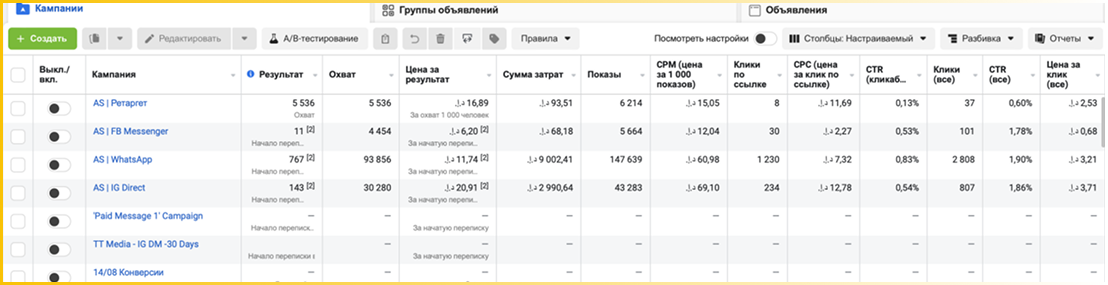 Кампании
Группы объявлений
Объявления
+ Создать
Редактировать
A/B-тестирование
Правила
Посмотреть настройки
Столбцы: Настраиваемый
Разбивка
Отчеты
Выкл./вкл. Кампания Результат Охват Цена за результат Сумма затрат Показы CPM (цена за 1 000 показов) Клики по ссылке CPC (цена за клик по ссылке) CTR (кликаб... Клики (все) CTR (все) Цена за клик (все)
AS | Ретаргет 5 536 5 536 د.إ.‏ 16,89 د.إ.‏ 93,51 6 214 د.إ.‏ 15,05 8 د.إ.‏ 11,69 0,13% 37 0,60% د.إ.‏ 2,53
Охват За охват 1 000 человек
AS | FB Messenger 11 [2] 4 454 د.إ.‏ 6,20 [2] د.إ.‏ 68,18 5 664 د.إ.‏ 12,04 30 د.إ.‏ 2,27 0,53% 101 1,78% د.إ.‏ 0,68
Начало переп... За начатую перепи...
AS | WhatsApp 767 [2] 93 856 د.إ.‏ 11,74 [2] د.إ.‏ 9 002,41 147 639 د.إ.‏ 60,98 1 230 د.إ.‏ 7,32 0,83% 2 808 1,90% د.إ.‏ 3,21
Начало переп... За начатую перепи...
AS | IG Direct 143 [2] 30 280 د.إ.‏ 20,91 [2] د.إ.‏ 2 990,64 43 283 د.إ.‏ 69,10 234 د.إ.‏ 12,78 0,54% 807 1,86% د.إ.‏ 3,71
Начало переп... За начатую перепи...
'Paid Message 1' Campaign — — — — — — — — — — — —
Начало переписк... За начатую переписку
TT Media - IG DM -30 Days — — — — — — — — — — — —
Начало переписки в За начатую переписку
14/08 Конверсии — — — — — — — — — — — —